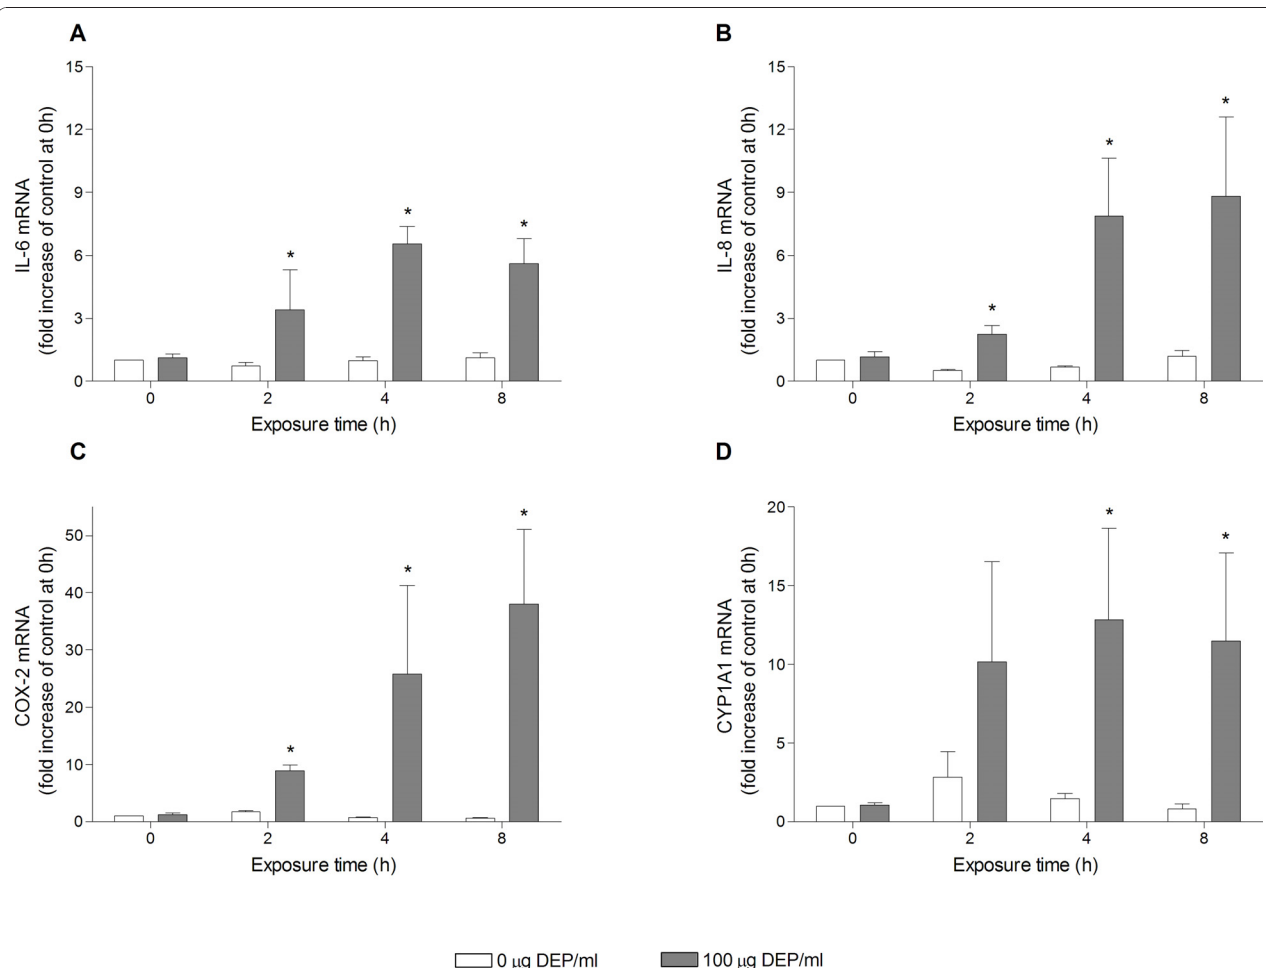 A
15
12
9
6
3
0
IL-6 mRNA
(fold increase of control at 0h)
*
*
*
0 2 4 8
Exposure time (h)
B
15
12
9
6
3
0
IL-8 mRNA
(fold increase of control at 0h)
*
*
*
0 2 4 8
Exposure time (h)
C
50
40
30
20
10
0
COX-2 mRNA
(fold increase of control at 0h)
*
*
*
0 2 4 8
Exposure time (h)
D
20
15
10
5
0
CYP1A1 mRNA
(fold increase of control at 0h)
*
*
0 2 4 8
Exposure time (h)
0 μg DEP/ml
100 μg DEP/ml